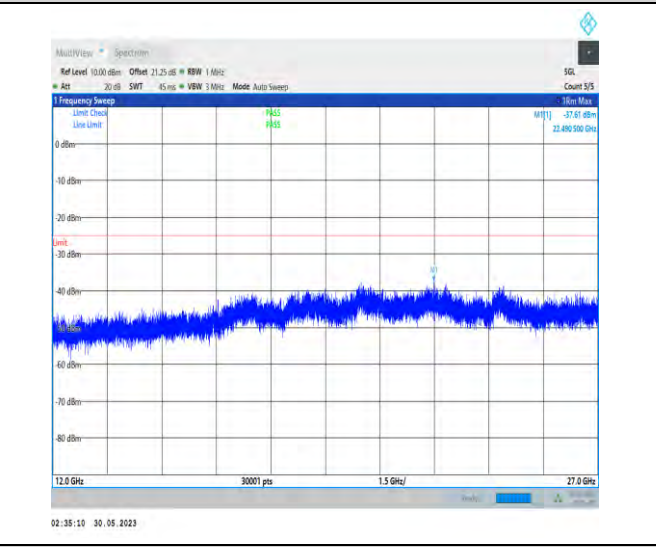 MultiView Spectrum
Ref Level 10.00 dBm Offset 21.25 dB RBW 1 MHz SGL
Att 20 dB SWT 45 ms VBW 3 MHz Mode Auto Sweep Count 5/5
1 Frequency Sweep 1Rm Max
Limit Check PASS M1[1] -37.61 dBm
Line Limit PASS 22.490 500 GHz
0 dBm
-10 dBm
-20 dBm
Limit
-30 dBm
M1
-40 dBm
-50 dBm
-60 dBm
-70 dBm
-80 dBm
12.0 GHz 30001 pts 1.5 GHz/ 27.0 GHz
Ready
02:35:10 30.05.2023